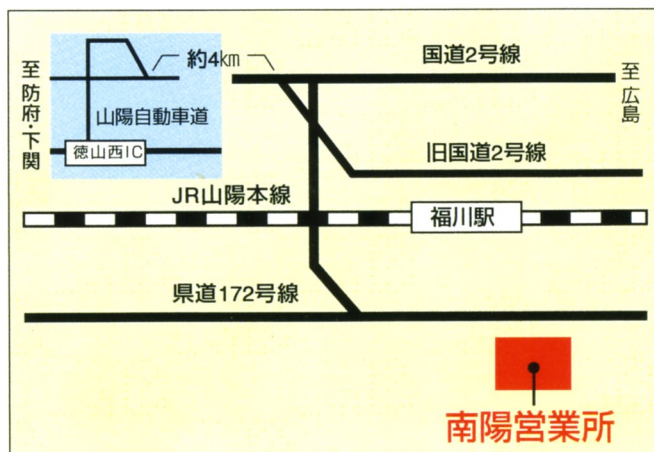 約4km
国道2号線
至防府・下関
至広島
山陽自動車道
徳山西IC
旧国道2号線
JR山陽本線
福川駅
県道172号線
南陽営業所